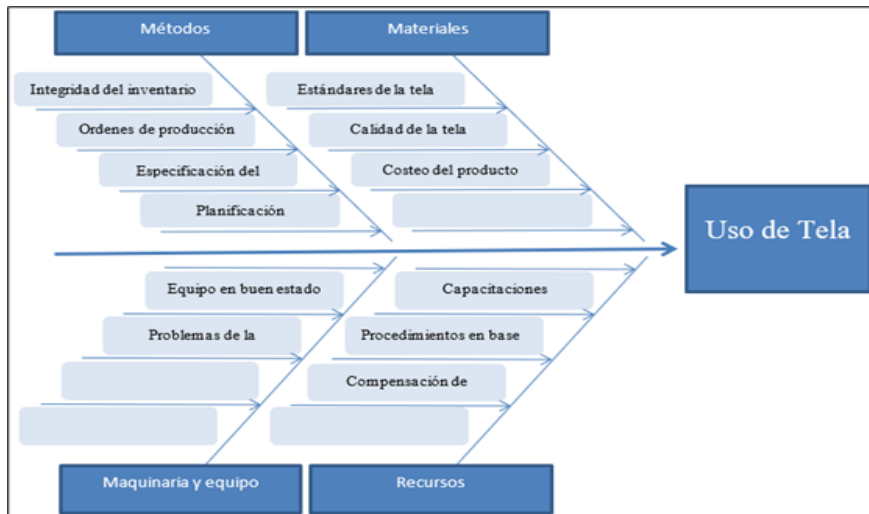 Métodos
Materiales
Integridad del inventario
Estándares de la tela
Ordenes de producción
Calidad de la tela
Especificación del
Costeo del producto
Planificación
Uso de Tela
Equipo en buen estado
Capacitaciones
Problemas de la
Procedimientos en base
Compensación de
Maquinaria y equipo
Recursos